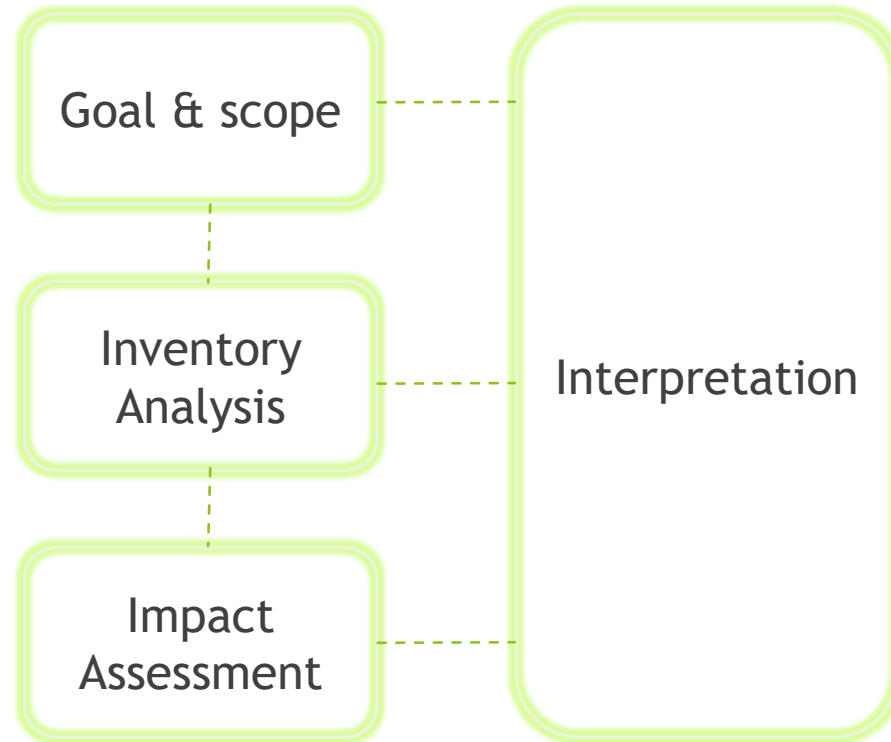 Goal & scope
Inventory
Analysis
Interpretation
Impact
Assessment